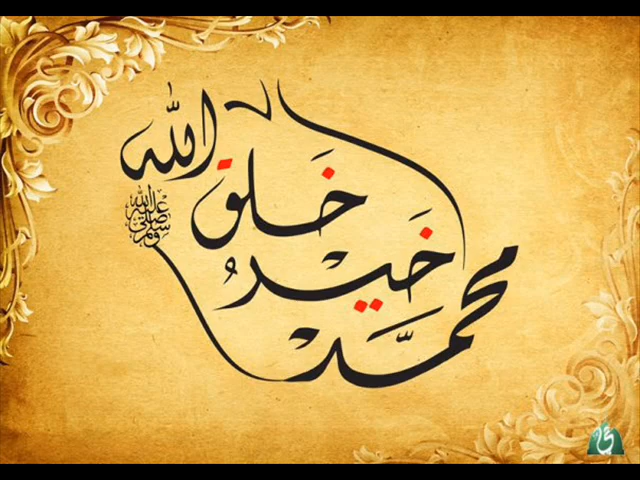 محمد
خير
خلق
الله
صلى الله عليه وسلم